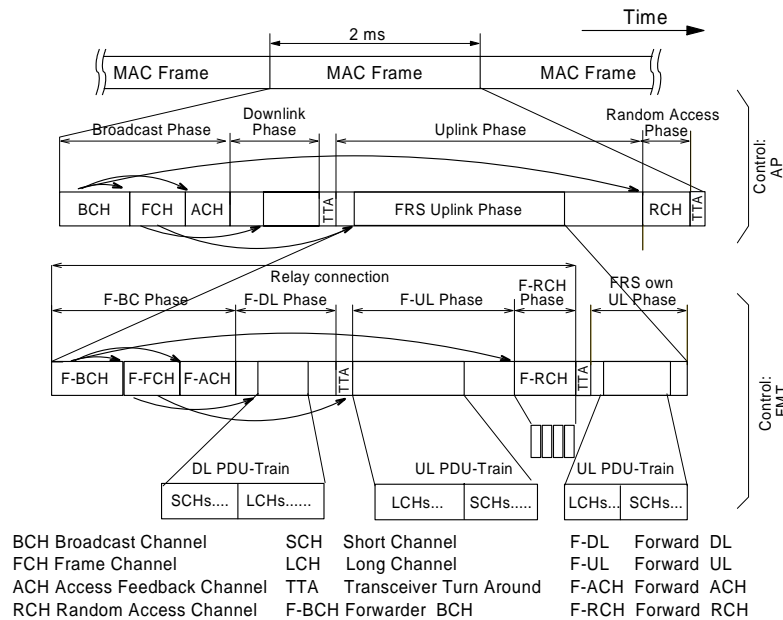 Time
2 ms
MAC Frame MAC Frame MAC Frame
Broadcast Phase
Downlink
Phase
Uplink Phase
Random Access
Phase
Control:
AP
BCH FCH ACH TTA FRS Uplink Phase RCH TTA
Relay connection
F-BC Phase F-DL Phase F-UL Phase
F-RCH
Phase
FRS own
UL Phase
F-BCH F-FCH F-ACH TTA F-RCH TTA
Control:
FMT
DL PDU-Train UL PDU-Train UL PDU-Train
SCHs.... LCHs...... LCHs... SCHs..... LCHs... SCHs...
BCH Broadcast Channel SCH Short Channel F-DL Forward DL
FCH Frame Channel LCH Long Channel F-UL Forward UL
ACH Access Feedback Channel TTA Transceiver Turn Around F-ACH Forward ACH
RCH Random Access Channel F-BCH Forwarder BCH F-RCH Forward RCH